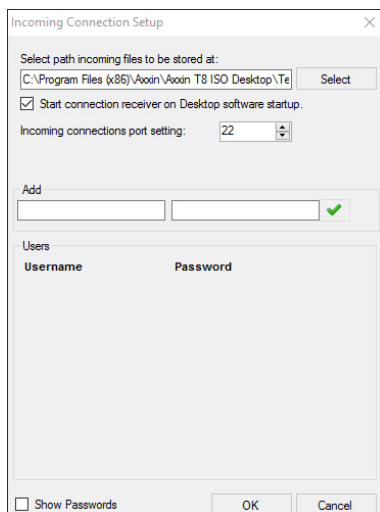 Incoming Connection Setup
Select path incoming files to be stored at:
C:\Program Files (x86)\Axxin\Axxin T8 ISO Desktop\Te Select
Start connection receiver on Desktop software startup.
Incoming connections port setting: 22
Add
Users
Username Password
Show Passwords OK Cancel